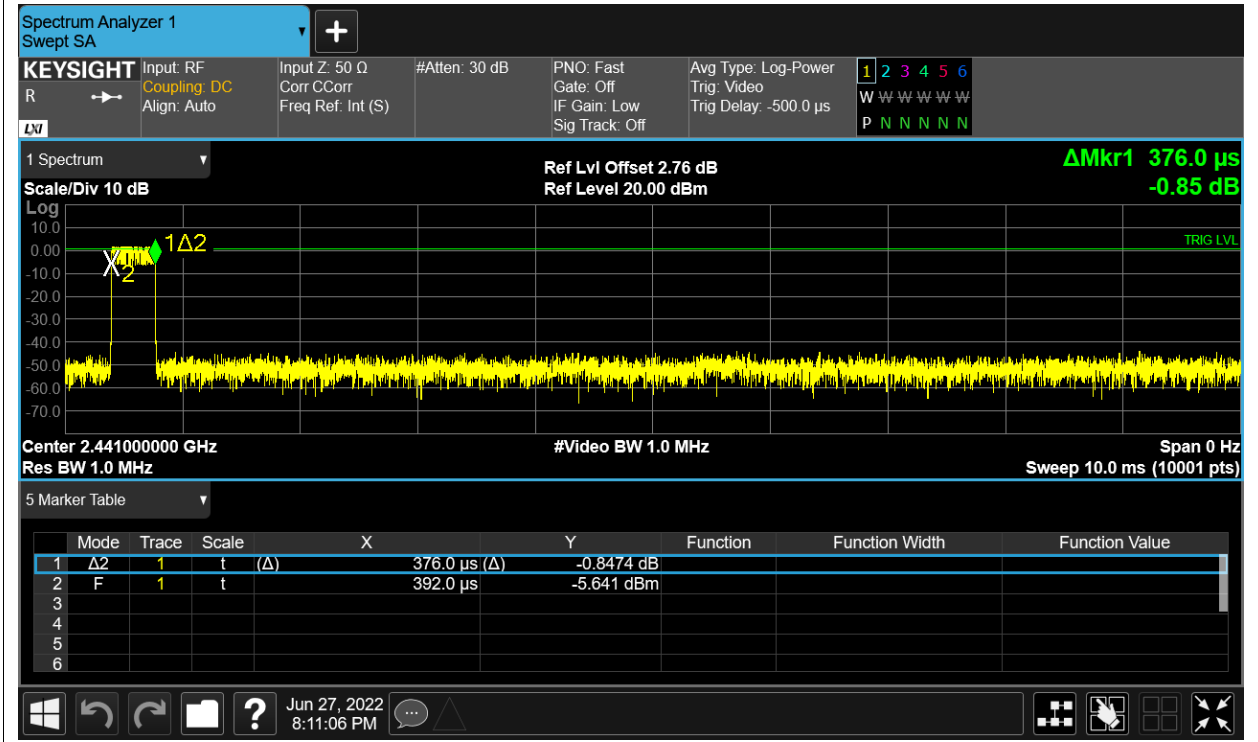 Spectrum Analyzer 1
Swept SA
KEYSIGHT
R
LXI
Input: RF
Coupling: DC
Align: Auto
Input Z: 50 Ω
Corr CCorr
Freq Ref: Int (S)
#Atten: 30 dB
PNO: Fast
Gate: Off
IF Gain: Low
Sig Track: Off
Avg Type: Log-Power
Trig: Video
Trig Delay: -500.0 µs
1 2 3 4 5 6
W W W W W W
P N N N N N
1 Spectrum
Scale/Div 10 dB
Ref Lvl Offset 2.76 dB
Ref Level 20.00 dBm
ΔMkr1 376.0 µs
-0.85 dB
Log
10.0
0.00
-10.0
-20.0
-30.0
-40.0
-50.0
-60.0
-70.0
1Δ2
X2
TRIG LVL
Center 2.441000000 GHz
#Video BW 1.0 MHz
Span 0 Hz
Res BW 1.0 MHz
Sweep 10.0 ms (10001 pts)
5 Marker Table
Mode Trace Scale X Y Function Function Width Function Value
1 Δ2 1 t (Δ) 376.0 µs (Δ) -0.8474 dB
2 F 1 t 392.0 µs -5.641 dBm
3
4
5
6
?
Jun 27, 2022
8:11:06 PM